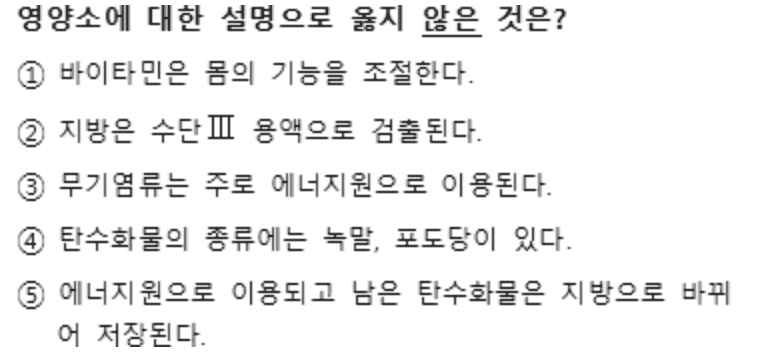 영양소에 대한 설명으로 옳지 않은 것은?
① 바이타민은 몸의 기능을 조절한다.
② 지방은 수단Ⅲ 용액으로 검출된다.
③ 무기염류는 주로 에너지원으로 이용된다.
④ 탄수화물의 종류에는 녹말, 포도당이 있다.
⑤ 에너지원으로 이용되고 남은 탄수화물은 지방으로 바뀌
어 저장된다.